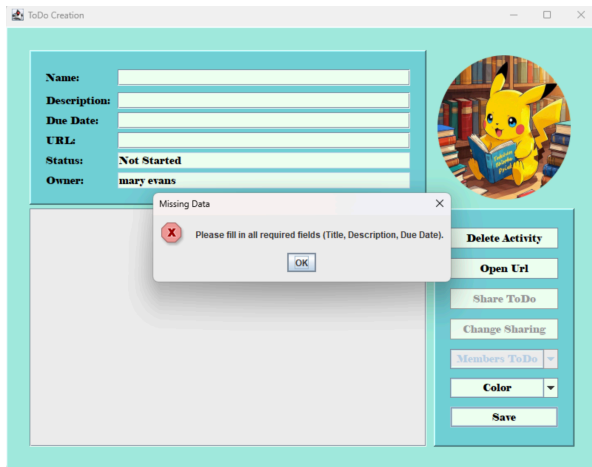 ToDo Creation
Name:
Description:
Due Date:
URL:
Status: Not Started
Owner: mary evans
Missing Data
Please fill in all required fields (Title, Description, Due Date).
OK
Delete Activity
Open Url
Share ToDo
Change Sharing
Members ToDo
Color
Save